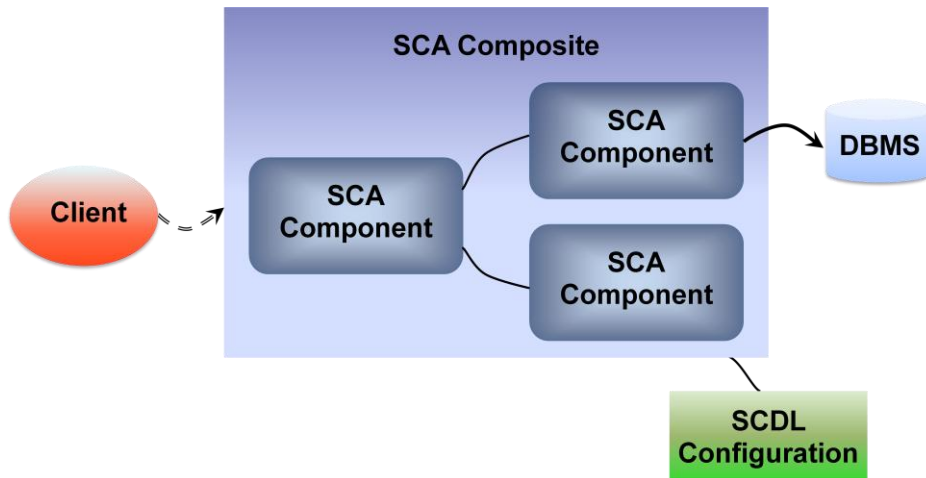 SCA Composite
SCA
Component
DBMS
Client
SCA
Component
SCA
Component
SCDL
Configuration